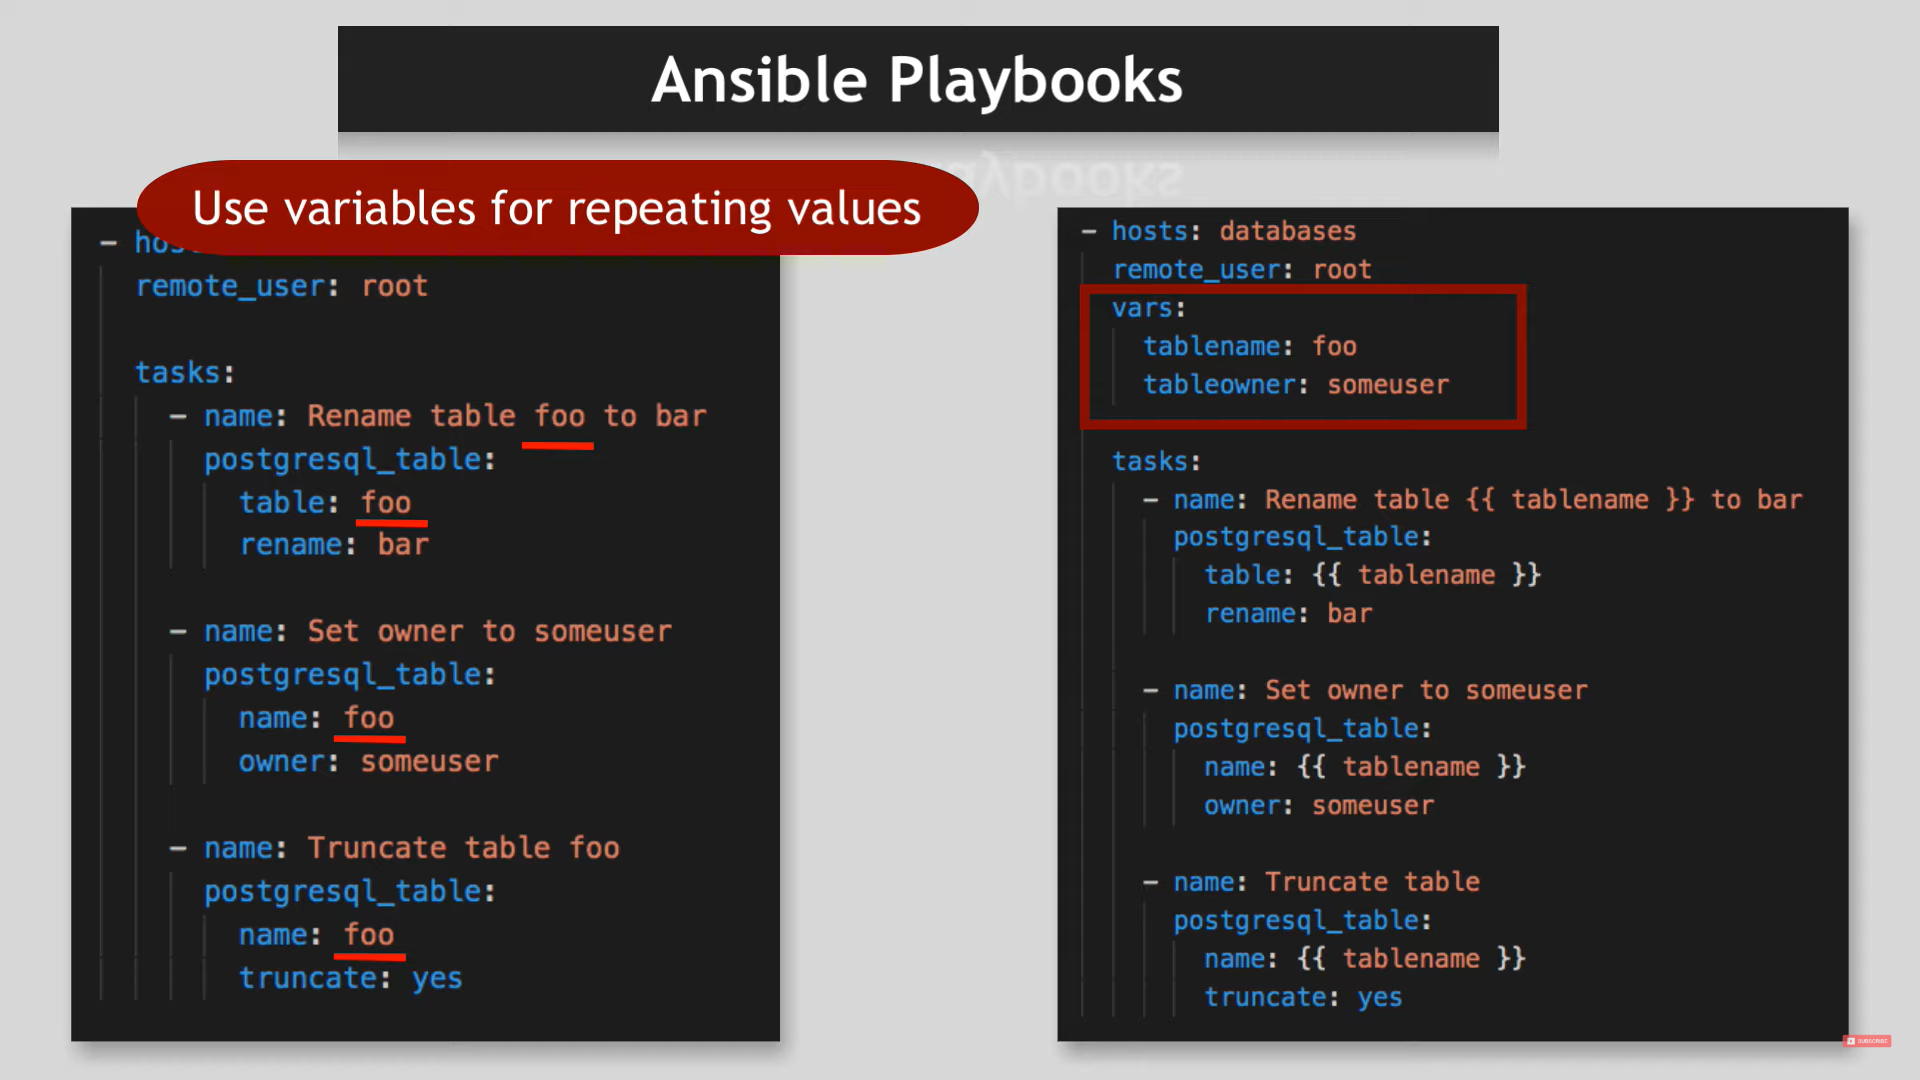 Ansible Playbooks
Use variables for repeating values
- hos
remote_user: root
tasks:
- name: Rename table foo to bar
postgresql_table:
table: foo
rename: bar
- name: Set owner to someuser
postgresql_table:
name: foo
owner: someuser
- name: Truncate table foo
postgresql_table:
name: foo
truncate: yes
- hosts: databases
remote_user: root
vars:
tablename: foo
tableowner: someuser
tasks:
- name: Rename table {{ tablename }} to bar
postgresql_table:
table: {{ tablename }}
rename: bar
- name: Set owner to someuser
postgresql_table:
name: {{ tablename }}
owner: someuser
- name: Truncate table
postgresql_table:
name: {{ tablename }}
truncate: yes
SUBSCRIBE